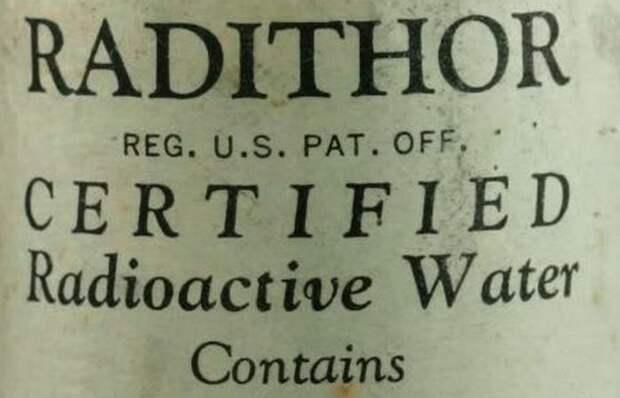 RADITHOR
REG. U.S. PAT. OFF.
CERTIFIED
Radioactive Water
Contains